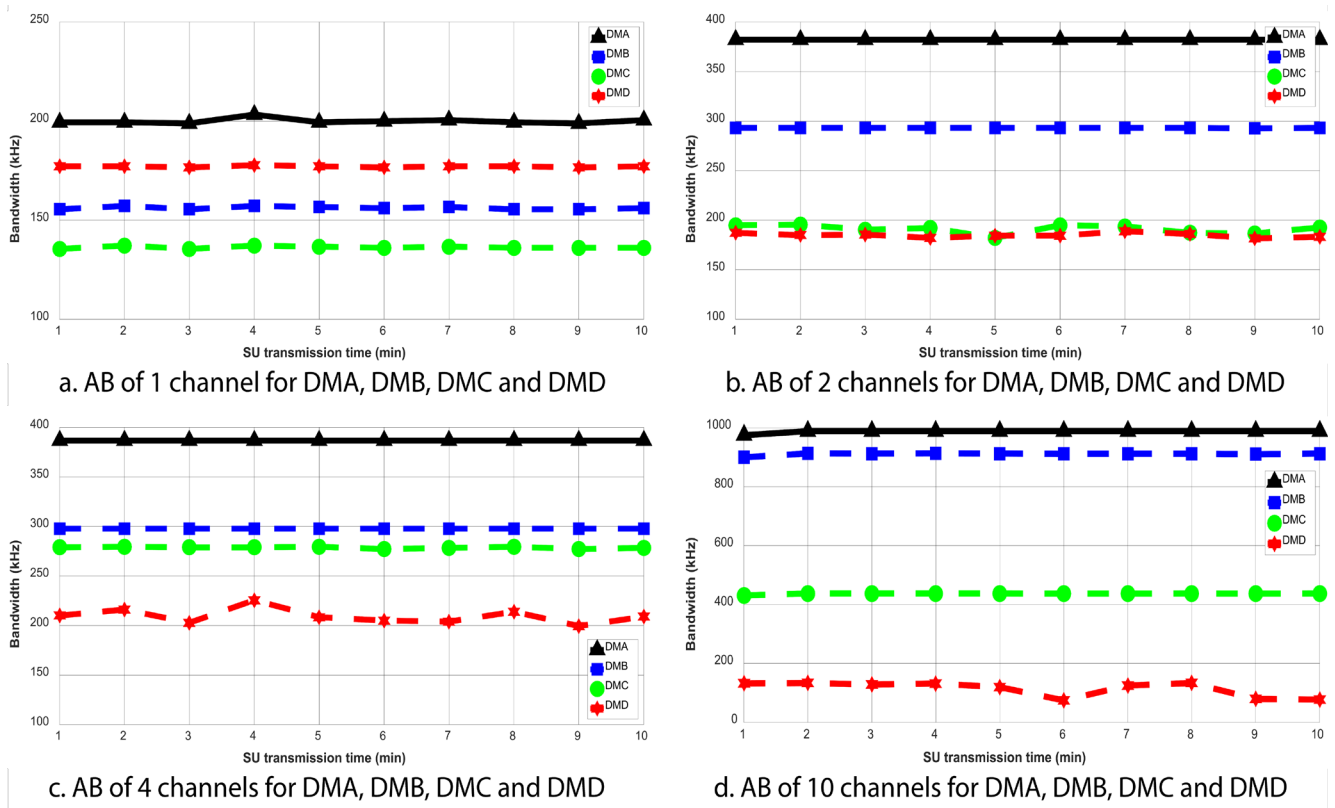 250
200
150
100
Bandwidth (kHz)
DMA
DMB
DMC
DMD
1 2 3 4 5 6 7 8 9 10
SU transmission time (min)
a. AB of 1 channel for DMA, DMB, DMC and DMD
400
350
300
250
200
150
100
Bandwidth (kHz)
DMA
DMB
DMC
DMD
1 2 3 4 5 6 7 8 9 10
SU transmission time (min)
b. AB of 2 channels for DMA, DMB, DMC and DMD
400
350
300
250
200
150
100
Bandwidth (kHz)
DMA
DMB
DMC
DMD
1 2 3 4 5 6 7 8 9 10
SU transmission time (min)
c. AB of 4 channels for DMA, DMB, DMC and DMD
1000
800
600
400
200
0
Bandwidth (kHz)
DMA
DMB
DMC
DMD
1 2 3 4 5 6 7 8 9 10
SU transmission time (min)
d. AB of 10 channels for DMA, DMB, DMC and DMD